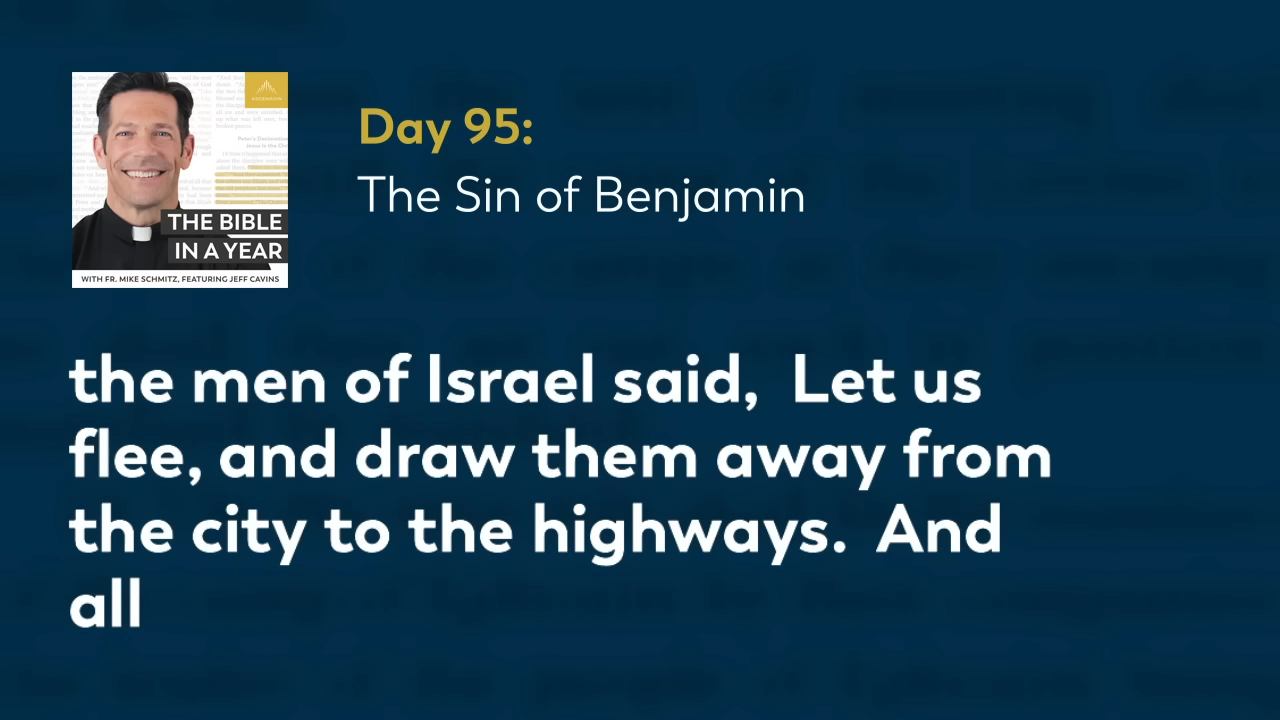 ASCENSION
THE BIBLE
IN A YEAR
WITH FR. MIKE SCHMITZ, FEATURING JEFF CAVINS
Day 95:
The Sin of Benjamin
the men of Israel said,  Let us
flee, and draw them away from
the city to the highways.  And
all